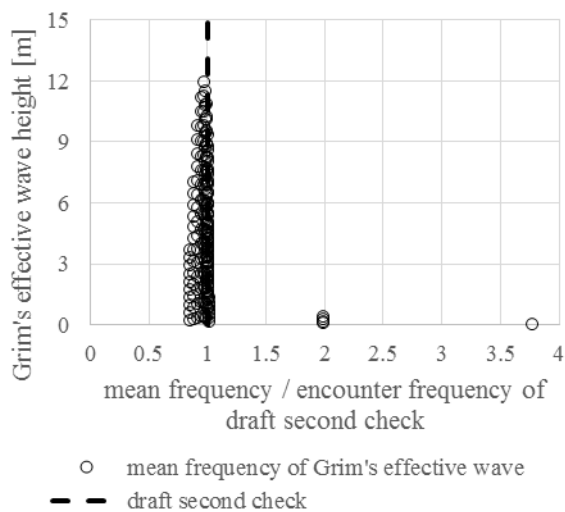 Grim's effective wave height [m]
15
12
9
6
3
0
0 0.5 1 1.5 2 2.5 3 3.5 4
mean frequency / encounter frequency of
draft second check
mean frequency of Grim's effective wave
draft second check